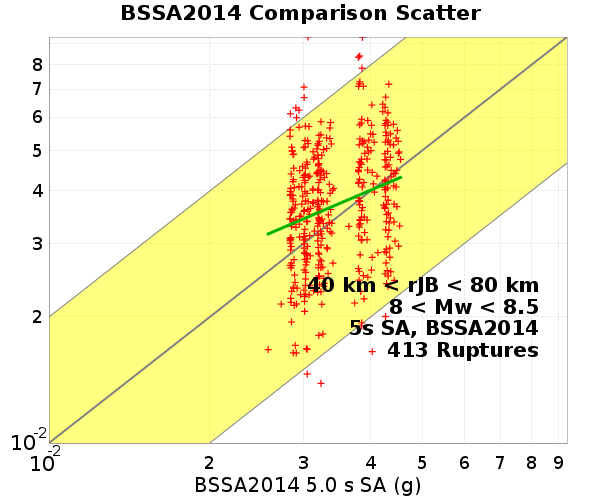 BSSA2014 Comparison Scatter
8
7
6
5
4
3
2
10-2
40 km < rJB < 80 km
8 < Mw < 8.5
5s SA, BSSA2014
413 Ruptures
10-2 2 3 4 5 6 7 8 9
BSSA2014 5.0 s SA (g)